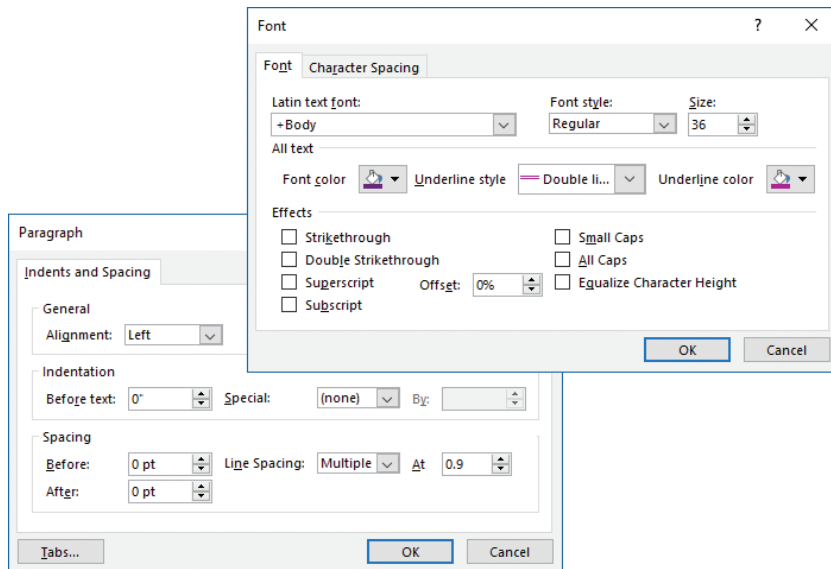 Font ?
Font Character Spacing
Latin text font: Font style: Size:
+Body Regular 36
All text
Font color Underline style Double li... Underline color
Effects
Strikethrough Small Caps
Double Strikethrough All Caps
Superscript Offset: 0% Equalize Character Height
Subscript
OK Cancel
Paragraph
Indents and Spacing
General
Alignment: Left
Indentation
Before text: 0" Special: (none) By:
Spacing
Before: 0 pt Line Spacing: Multiple At 0.9
After: 0 pt
Tabs... OK Cancel